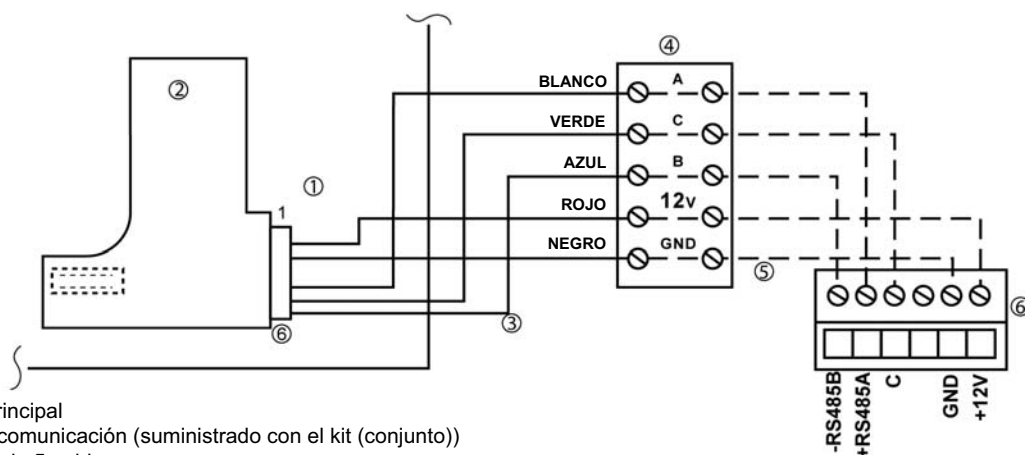 ④
BLANCO A
②
VERDE C
AZUL B
①
ROJO 12V
1
NEGRO GND
⑤
⑥ ③ ⑥
-RS485B +RS485A C GND +12V
rincipal
comunicación (suministrado con el kit (conjunto))